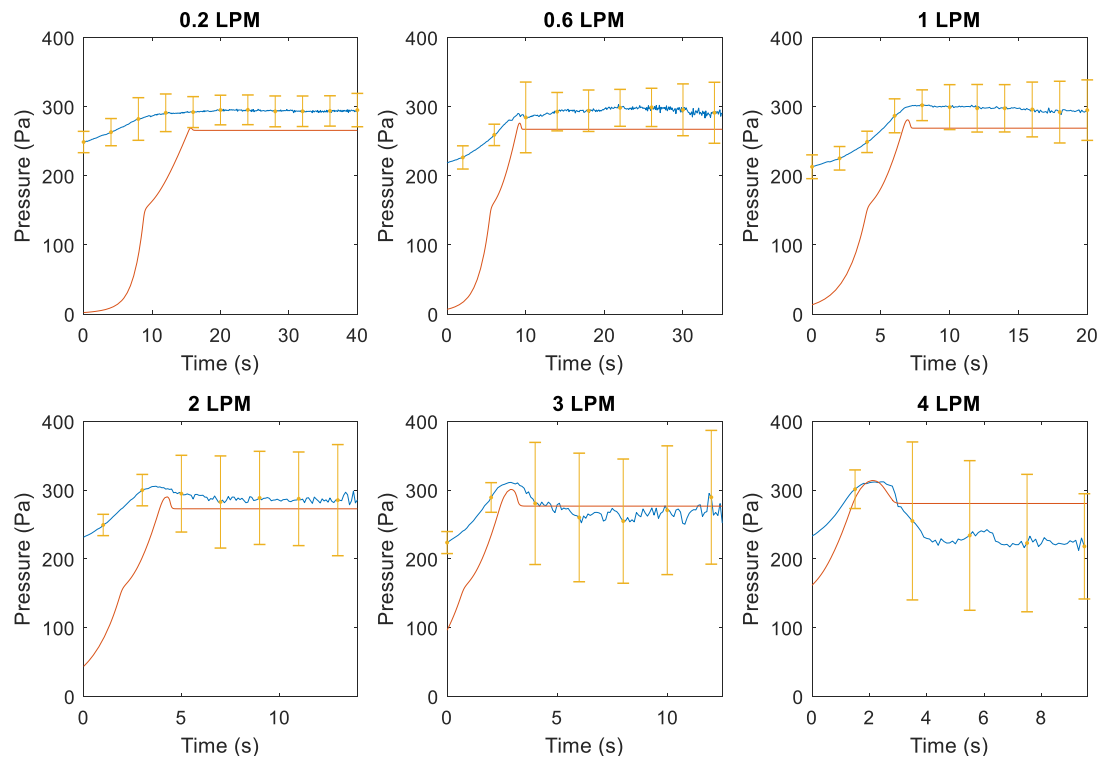 0.2 LPM
400
300
200
100
0
Pressure (Pa)
0 10 20 30 40
Time (s)
0.6 LPM
400
300
200
100
0
Pressure (Pa)
0 10 20 30
Time (s)
1 LPM
400
300
200
100
0
Pressure (Pa)
0 5 10 15 20
Time (s)
2 LPM
400
300
200
100
0
Pressure (Pa)
0 5 10
Time (s)
3 LPM
400
300
200
100
0
Pressure (Pa)
0 5 10
Time (s)
4 LPM
400
300
200
100
0
Pressure (Pa)
0 2 4 6 8
Time (s)